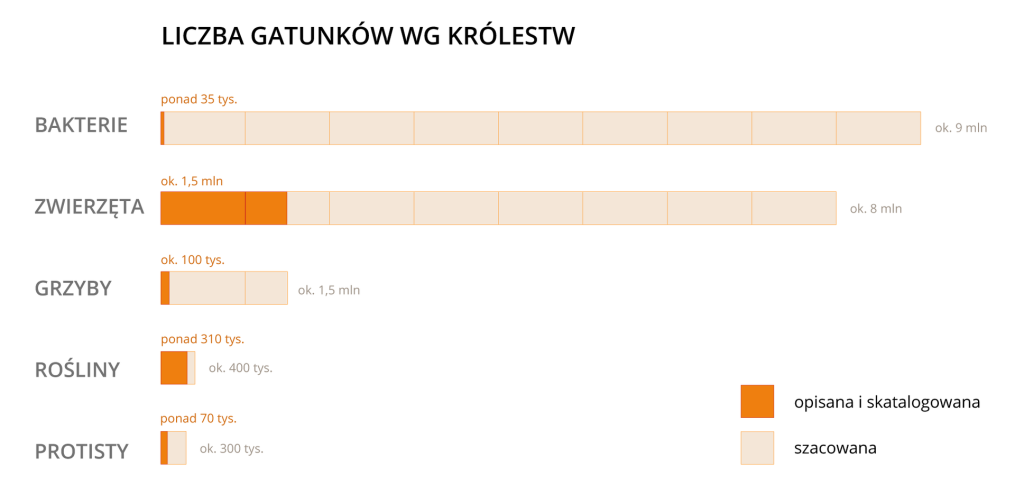 LICZBA GATUNKÓW WG KRÓLESTW
ponad 35 tys.
BAKTERIE
ok. 9 mln
ok. 1,5 mln
ZWIERZĘTA
ok. 8 mln
ok. 100 tys.
GRZYBY
ok. 1,5 mln
ponad 310 tys.
ROŚLINY
ok. 400 tys.
opisana i skatalogowana
ponad 70 tys.
PROTISTY
ok. 300 tys.
szacowana